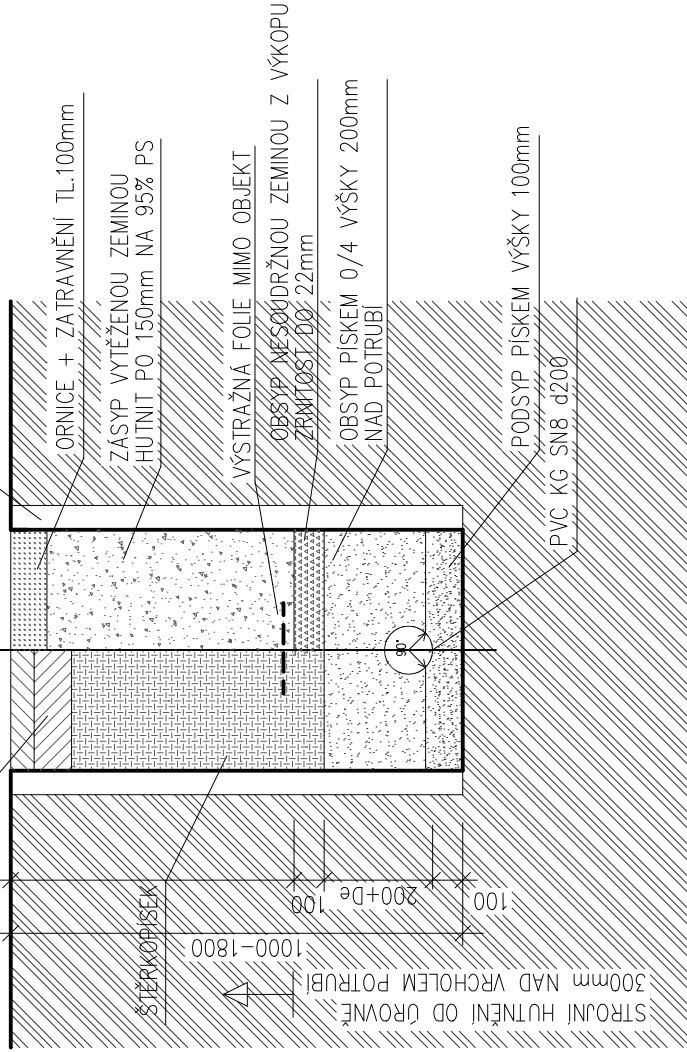 ORNICE + ZATRAVNĚNÍ TL.100mm
ZÁSYP VYTĚŽENOU ZEMINOU
HUTNIT PO 150mm NA 95% PS
VÝSTRAŽNÁ FOLIE MIMO OBJEKT
OBSYP NESOUDRŽNOU ZEMINOU Z VÝKOPU
ZRNITOST DO 22mm
OBSYP PÍSKEM 0/4 VÝŠKY 200mm
NAD POTRUBÍ
PODSYP PÍSKEM VÝŠKY 100mm
PVC KG SN8 d200
90°
ŠTĚRKOPÍSEK
100
200+De
100
1000-1800
STROJNÍ HUTNĚNÍ OD ÚROVNĚ
300mm NAD VRCHOLEM POTRUBÍ